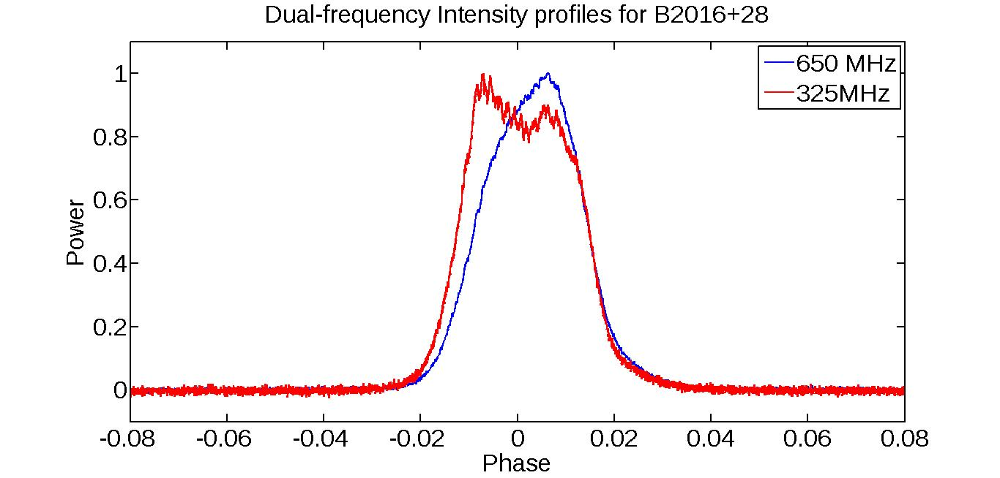 Dual-frequency Intensity profiles for B2016+28
650 MHz
325MHz
1
0.8
0.6
0.4
0.2
0
Power
-0.08 -0.06 -0.04 -0.02 0 0.02 0.04 0.06 0.08
Phase